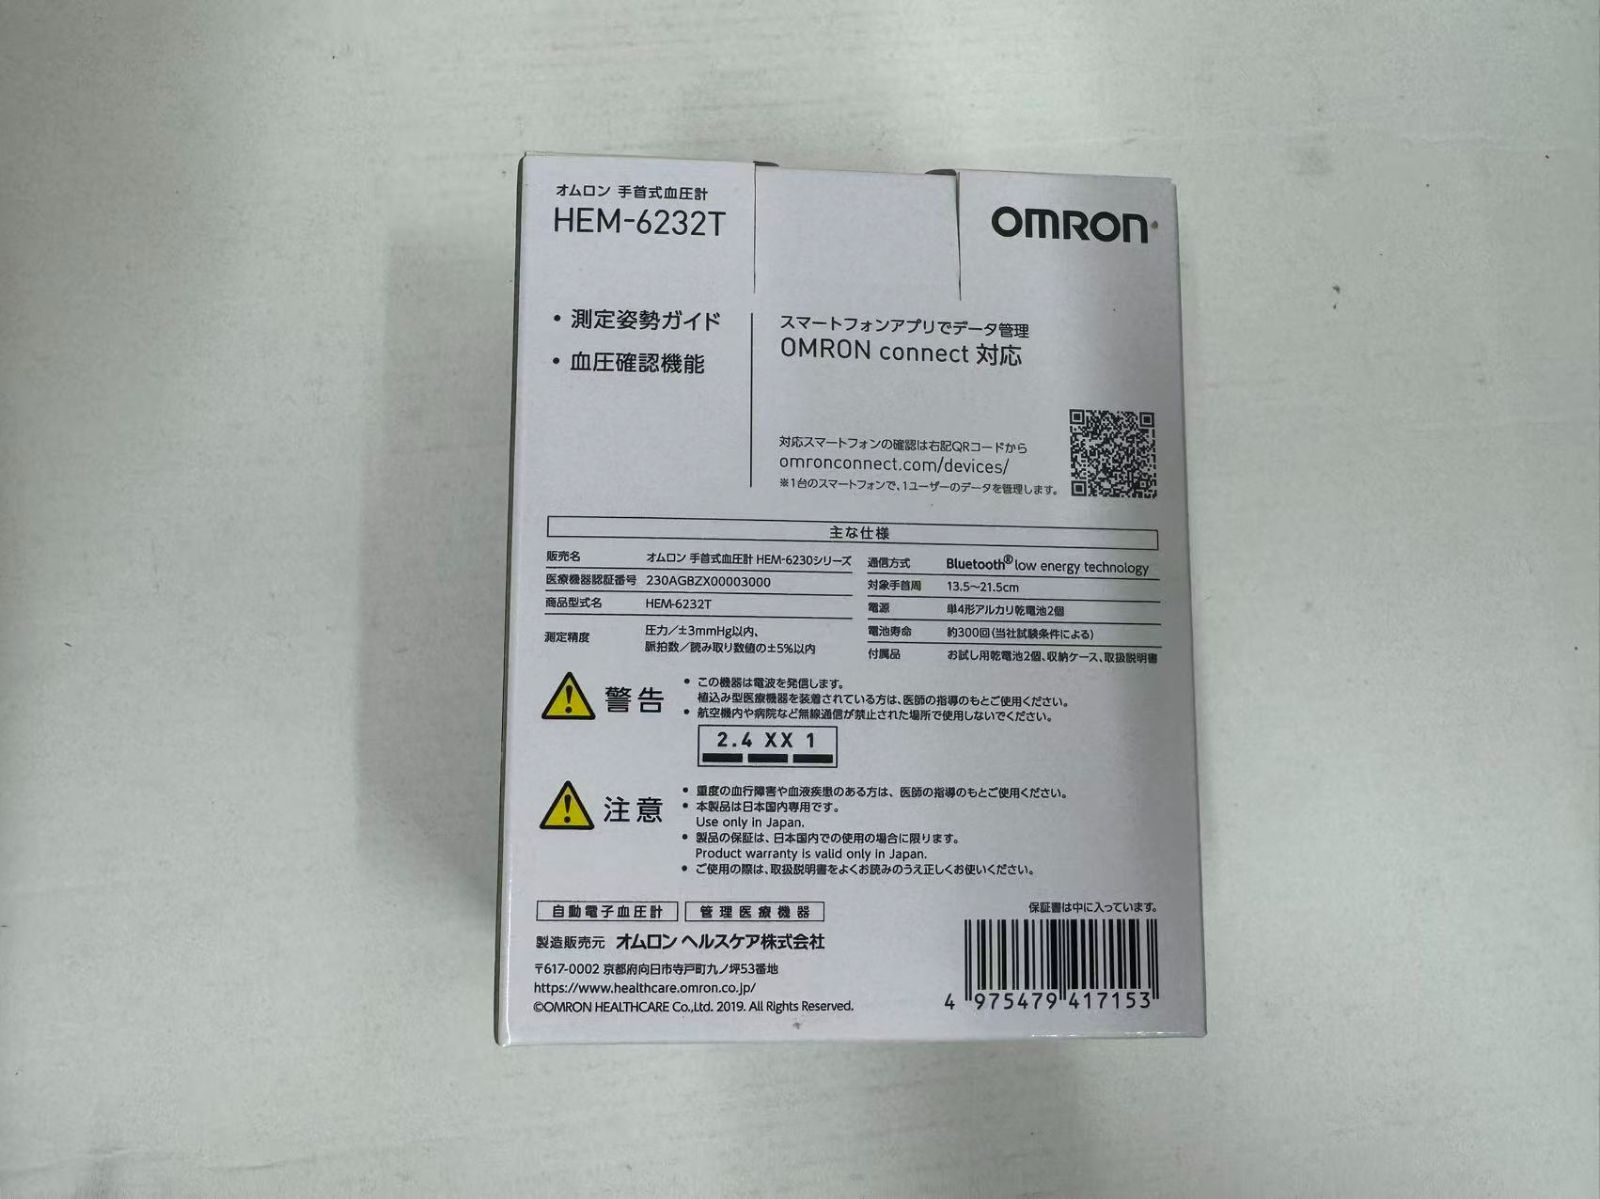 オムロン 手首式血圧計
HEM-6232T
OMRON
・測定姿勢ガイド
・血圧確認機能
スマートフォンアプリでデータ管理
OMRON connect 対応
対応スマートフォンの確認は右記QRコードから
omronconnect.com/devices/
※1台のスマートフォンで、1ユーザーのデータを管理します。
主な仕様
販売名 オムロン 手首式血圧計 HEM-6230シリーズ
医療機器認証番号 230AGBZX00003000
商品型式名 HEM-6232T
測定精度 圧力/±3mmHg以内、
脈拍数/読み取り数値の±5%以内
通信方式 Bluetooth® low energy technology
対象手首周 13.5～21.5cm
電源 単4形アルカリ乾電池2個
電池寿命 約300回(当社試験条件による)
付属品 お試し用乾電池2個、収納ケース、取扱説明書
警告
• この機器は電波を発信します。
植込み型医療機器を装着されている方は、医師の指導のもとご使用ください。
• 航空機内や病院など無線通信が禁止された場所で使用しないでください。
2.4 XX 1
注意
• 重度の血行障害や血液疾患のある方は、医師の指導のもとご使用ください。
• 本製品は日本国内専用です。
Use only in Japan.
• 製品の保証は、日本国内での使用の場合に限ります。
Product warranty is valid only in Japan.
• ご使用の際は、取扱説明書をよくお読みのうえ正しくお使いください。
自動電子血圧計 管理医療機器
製造販売元 オムロン ヘルスケア株式会社
〒617-0002 京都府向日市寺戸町九ノ坪53番地
https://www.healthcare.omron.co.jp/
©OMRON HEALTHCARE Co.,Ltd. 2019. All Rights Reserved.
保証書は中に入っています。
4 975479 417153